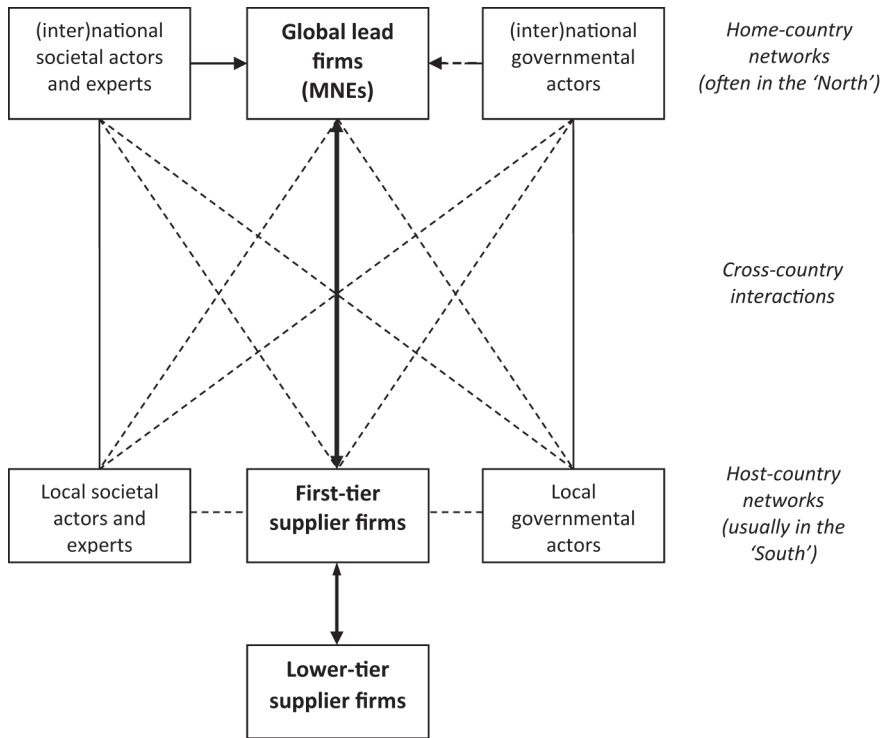 (inter)national
societal actors
and experts
Global lead
firms
(MNEs)
(inter)national
governmental
actors
Home-country
networks
(often in the ‘North’)
Cross-country
interactions
Local societal
actors and
experts
First-tier
supplier firms
Local
governmental
actors
Host-country
networks
(usually in the
‘South’)
Lower-tier
supplier firms